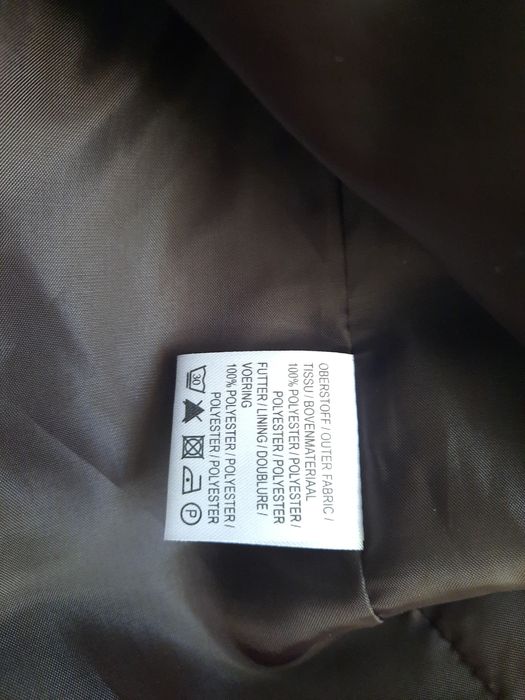 OBERSTOFF / OUTER FABRIC /
TISSU / BOVENMATERIAAL
100% POLYESTER / POLYESTER /
POLYESTER / POLYESTER
FUTTER / LINING / DOUBLURE /
VOERING
100% POLYESTER / POLYESTER /
POLYESTER / POLYESTER
30 P